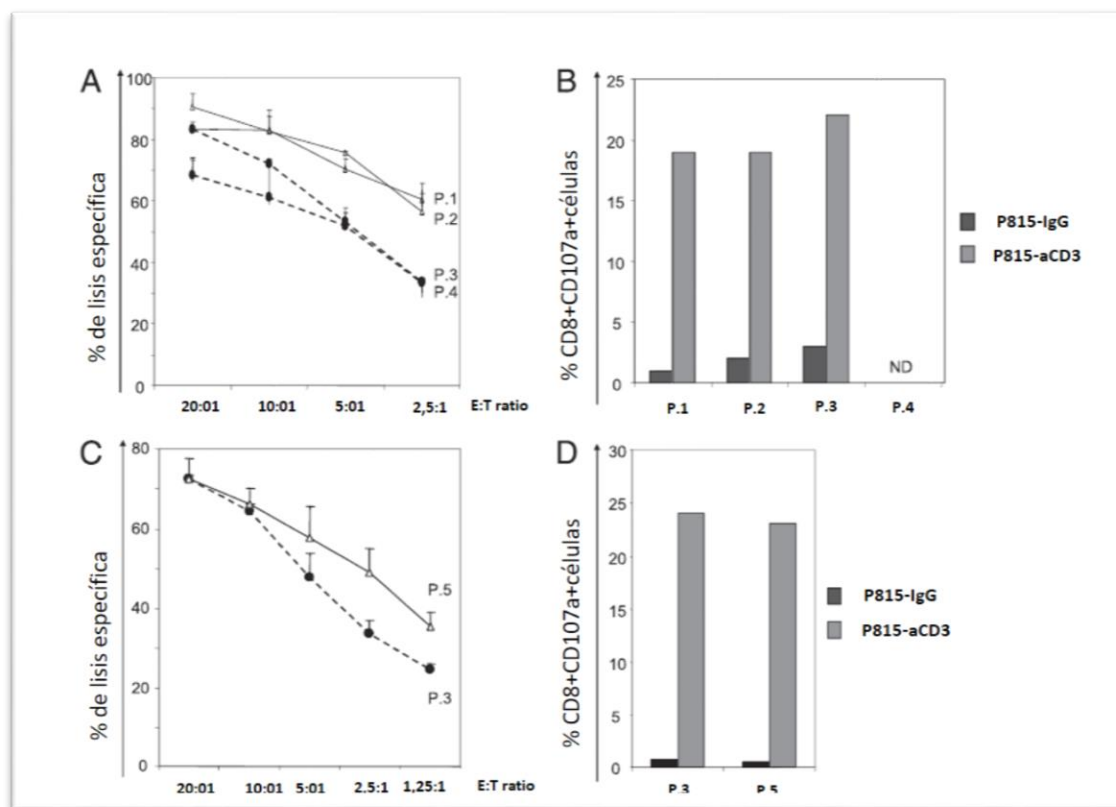 A
% de lisis específica
100
80
60
40
20
0
P.1
P.2
P.3
P.4
20:01 10:01 5:01 2,5:1 E:T ratio
B
% CD8+CD107a+células
25
20
15
10
5
0
ND
P.1 P.2 P.3 P.4
P815-IgG
P815-aCD3
C
% de lisis específica
80
60
40
20
0
P.5
P.3
20:01 10:01 5:01 2.5:1 1,25:1 E:T ratio
D
% CD8+CD107a+células
30
25
20
15
10
5
0
P.3 P.5
P815-IgG
P815-aCD3